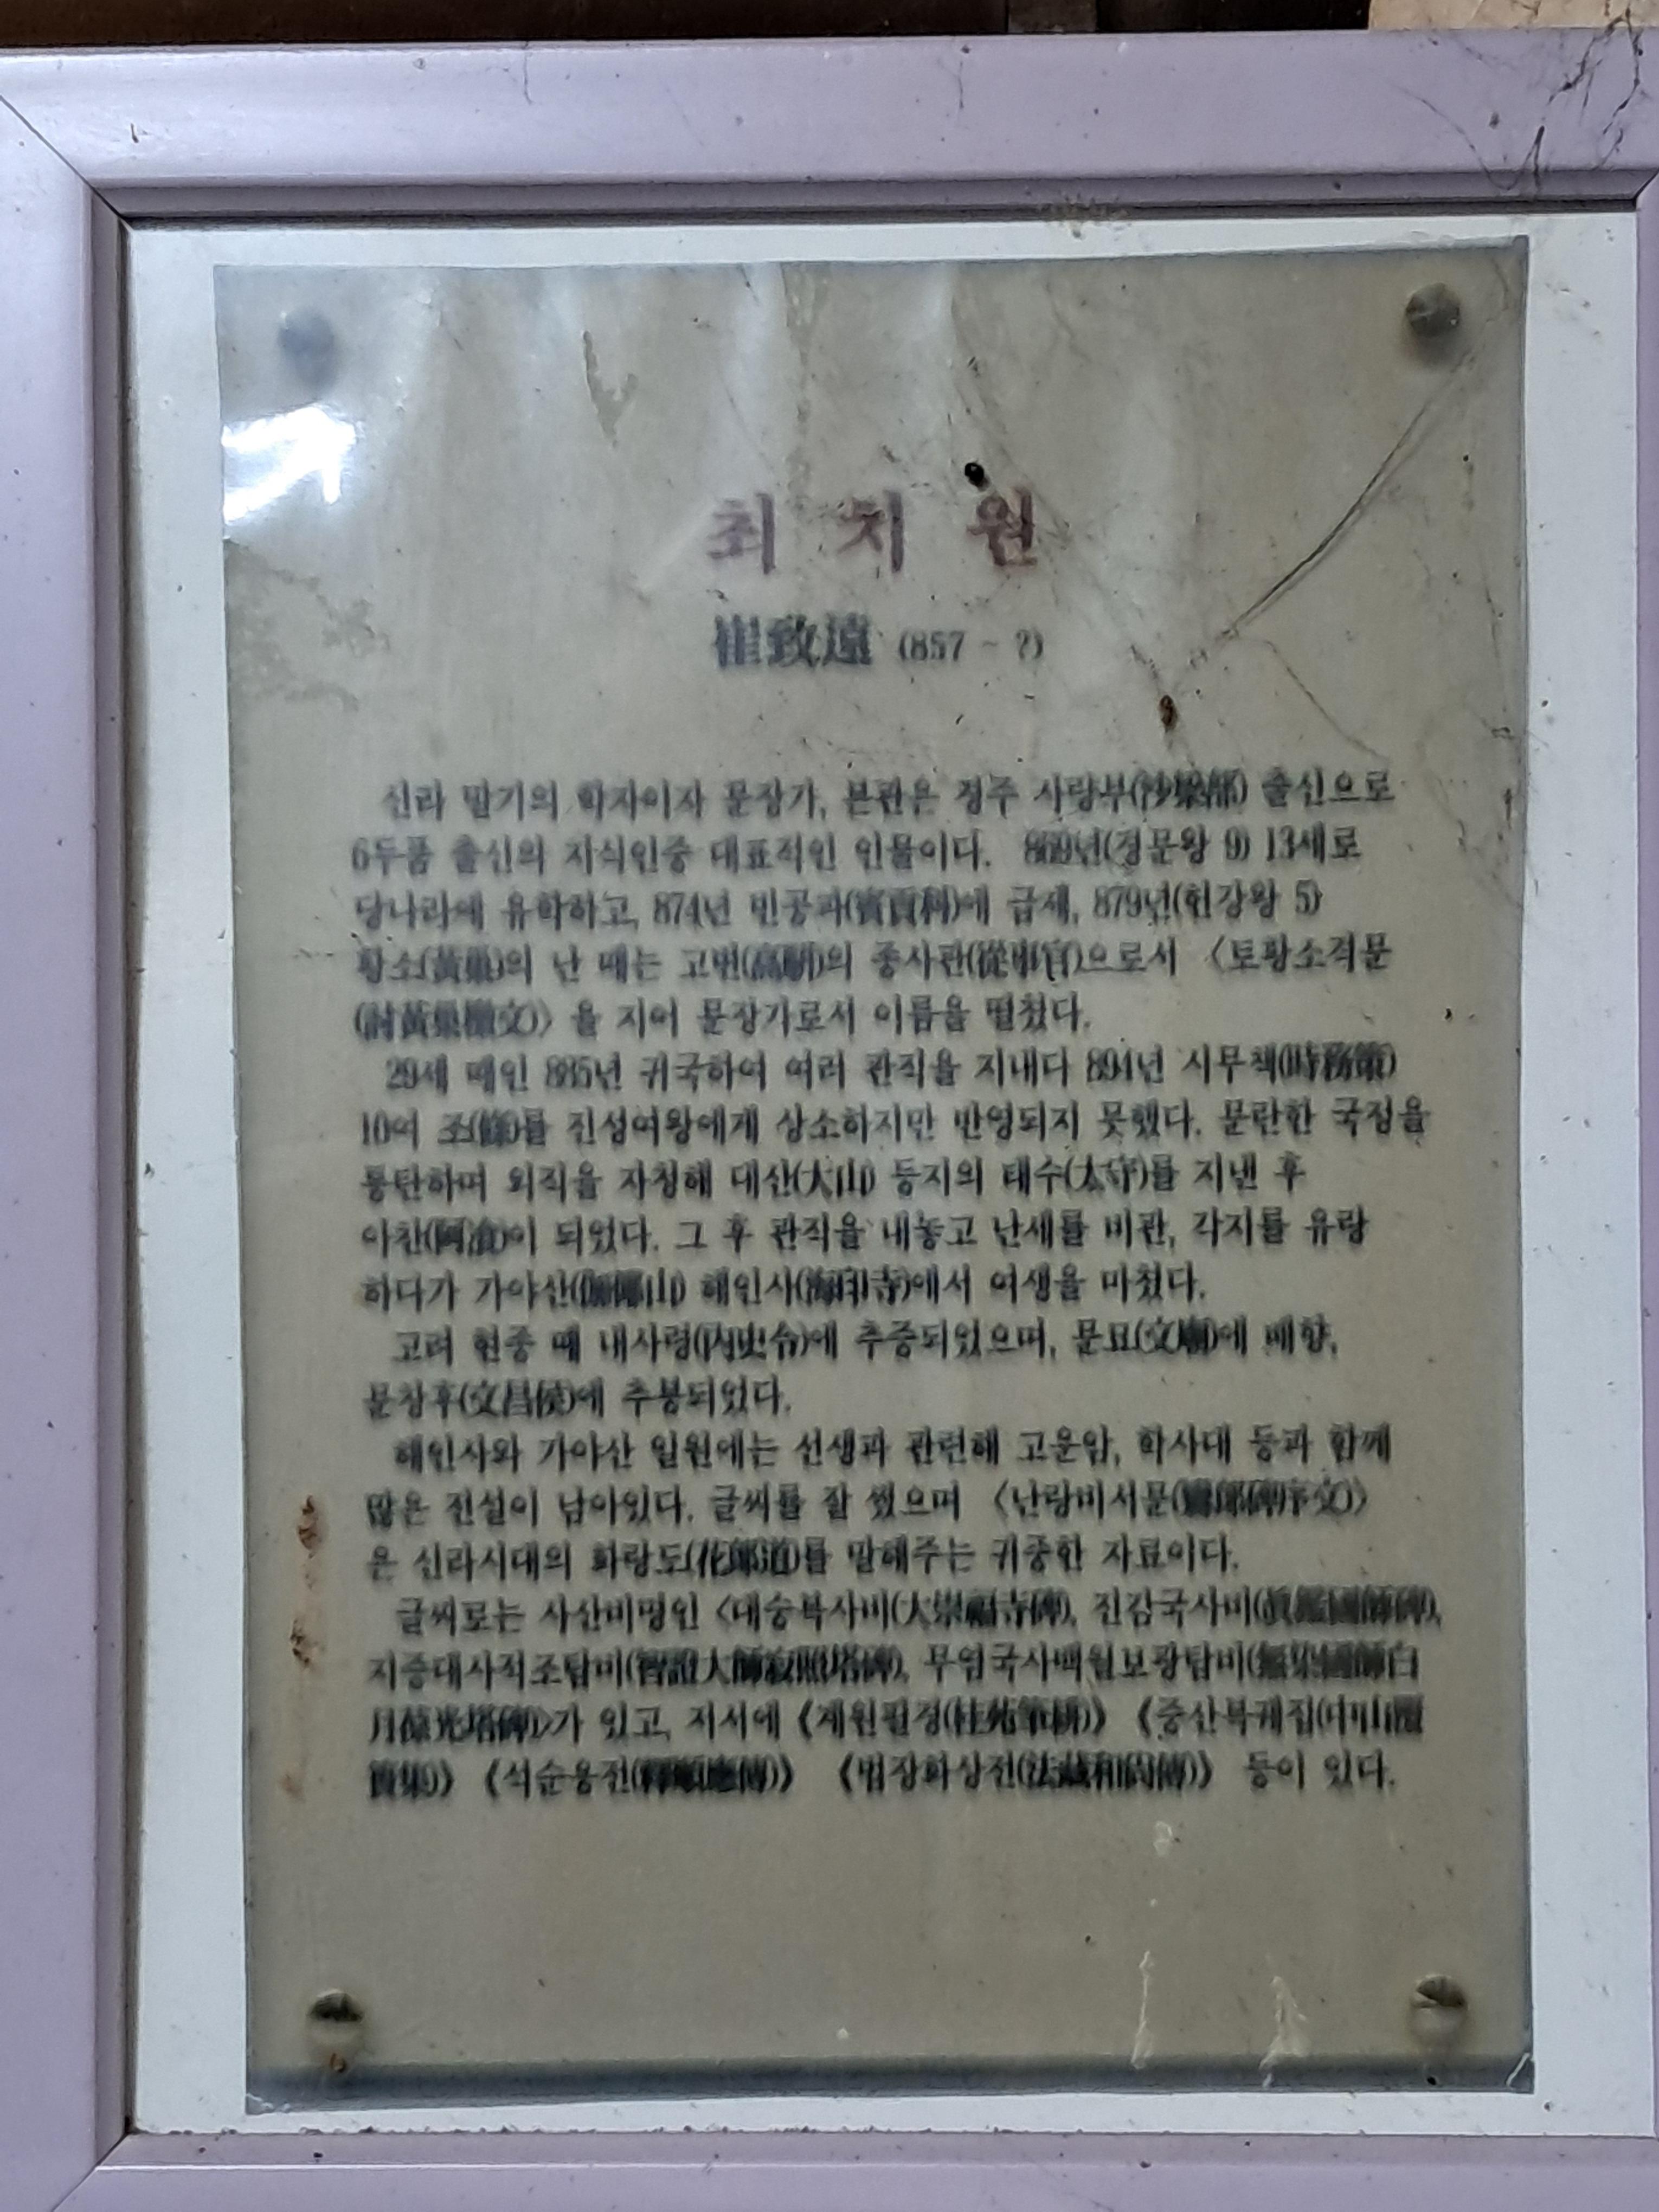 최 치 원
崔致遠 (857 ~ ?)
신라 말기의 학자이자 문장가, 본관은 경주 사량부(沙梁部) 출신으로
6두품 출신의 지식인중 대표적인 인물이다. 869년(경문왕 9) 13세로
당나라에 유학하고, 874년 빈공과(賓貢科)에 급제, 879년(헌강왕 5)
황소(黃巢)의 난 때는 고변(高騈)의 종사관(從事官)으로서 〈토황소격문
(討黃巢檄文)〉을 지어 문장가로서 이름을 떨쳤다.
29세 때인 885년 귀국하여 여러 관직을 지내다 894년 시무책(時務策)
10여 조(條)를 진성여왕에게 상소하지만 반영되지 못했다. 문란한 국정을
통탄하며 외직을 자청해 대산(大山) 등지의 태수(太守)를 지낸 후
아찬(阿飡)이 되었다. 그 후 관직을 내놓고 난세를 비관, 각지를 유랑
하다가 가야산(伽倻山) 해인사(海印寺)에서 여생을 마쳤다.
고려 현종 때 내사령(內史令)에 추증되었으며, 문묘(文廟)에 배향,
문창후(文昌侯)에 추봉되었다.
해인사와 가야산 일원에는 선생과 관련해 고운암, 학사대 등과 함께
많은 전설이 남아있다. 글씨를 잘 썼으며 〈난랑비서문(鸞郎碑序文)〉
은 신라시대의 화랑도(花郞道)를 말해주는 귀중한 자료이다.
글씨로는 사산비명인 〈대숭복사비(大崇福寺碑), 진감국사비(眞鑑國師碑),
지증대사적조탑비(智證大師寂照塔碑), 무염국사백월보광탑비(無染國師白
月葆光塔碑)〉가 있고, 저서에 《계원필경(桂苑筆耕)》 《중산복궤집(中山覆
簣集)》 《석순응전(釋順應傳)》 《법장화상전(法藏和尙傳)》 등이 있다.